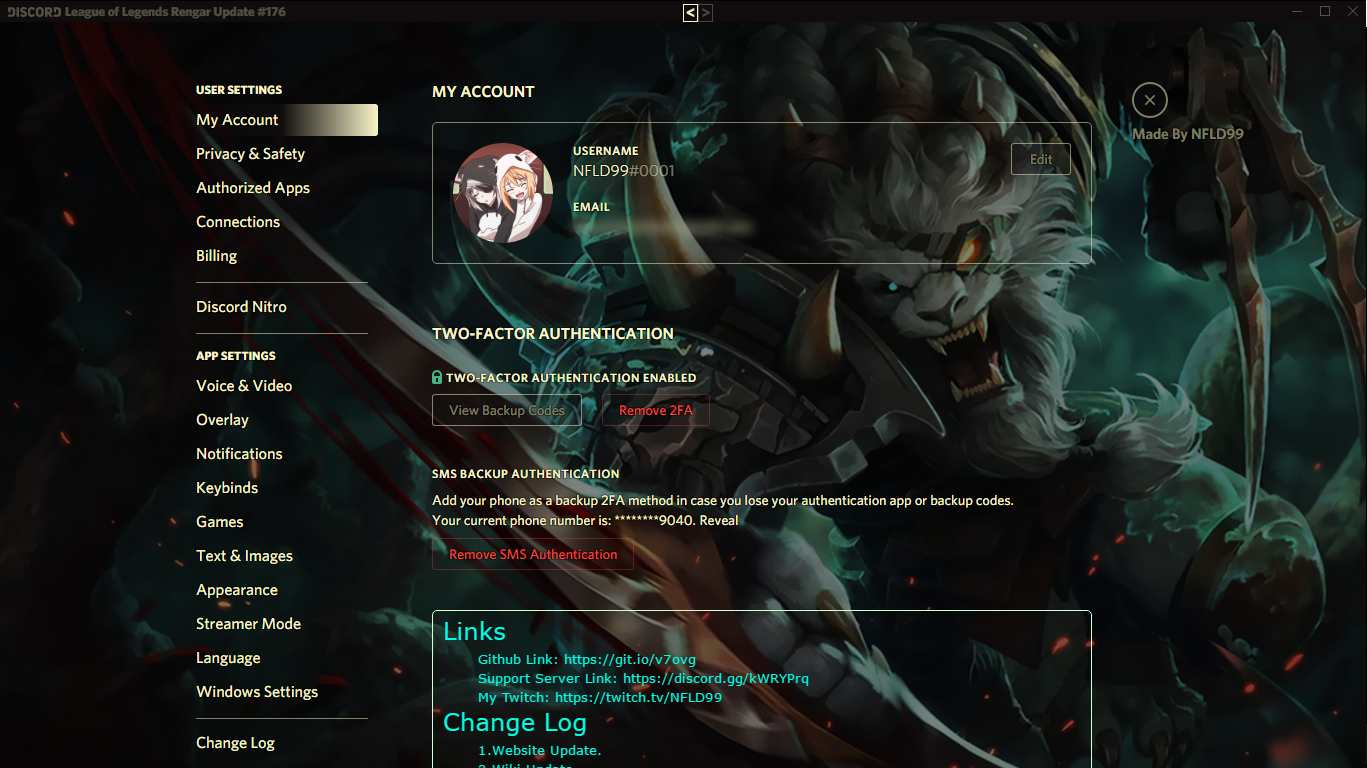 DISCORD League of Legends Rengar Update #176
< >
USER SETTINGS
My Account
Privacy & Safety
Authorized Apps
Connections
Billing
Discord Nitro
APP SETTINGS
Voice & Video
Overlay
Notifications
Keybinds
Games
Text & Images
Appearance
Streamer Mode
Language
Windows Settings
Change Log
MY ACCOUNT
USERNAME
NFLD99#0001
Edit
EMAIL
Made By NFLD99
TWO-FACTOR AUTHENTICATION
TWO-FACTOR AUTHENTICATION ENABLED
View Backup Codes
Remove 2FA
SMS BACKUP AUTHENTICATION
Add your phone as a backup 2FA method in case you lose your authentication app or backup codes.
Your current phone number is: ********9040. Reveal
Remove SMS Authentication
Links
Github Link: https://git.io/v7ovg
Support Server Link: https://discord.gg/kWRYPrq
My Twitch: https://twitch.tv/NFLD99
Change Log
1.Website Update.
2.Wiki Update